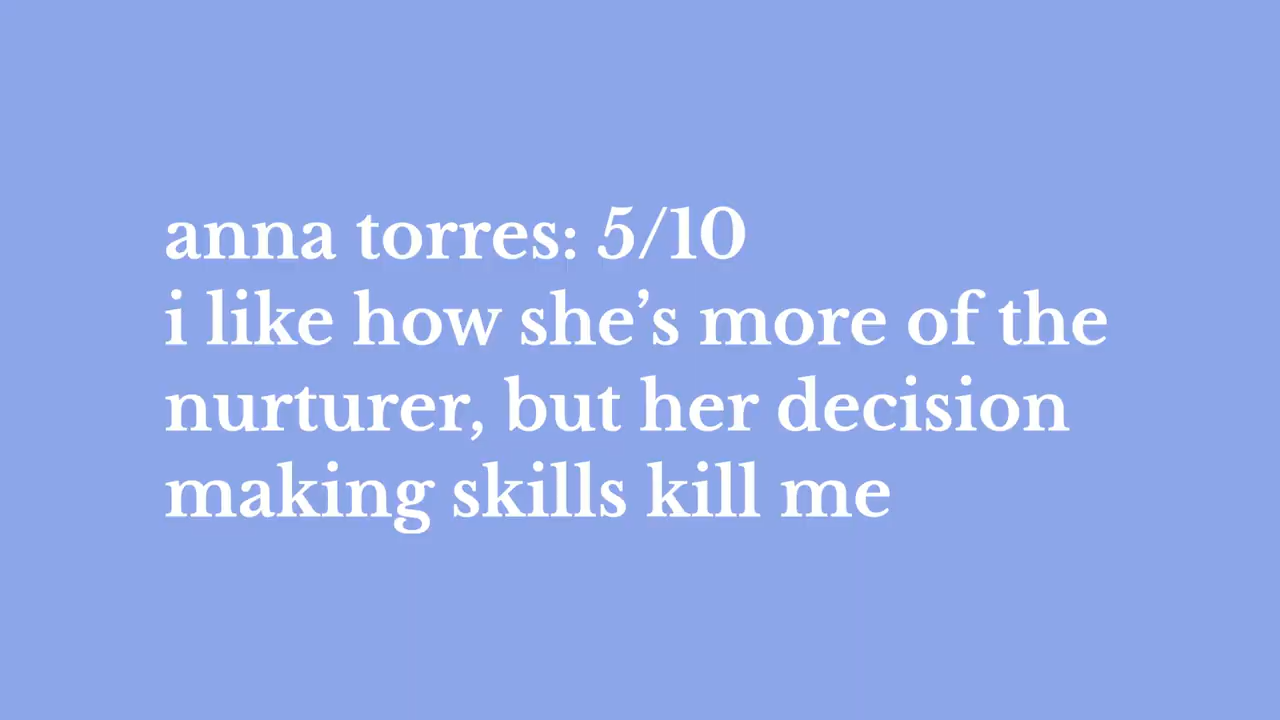 anna torres: 5/10
i like how she’s more of the
nurturer, but her decision
making skills kill me